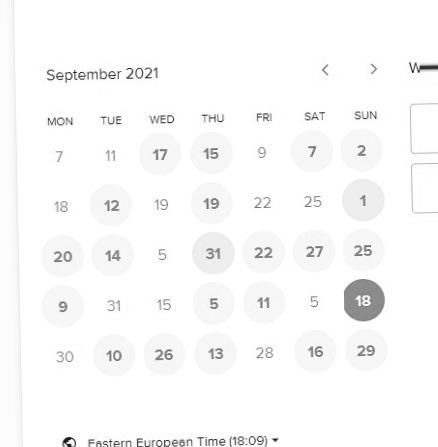 September 2021 < >
MON TUE WED THU FRI SAT SUN
7 11 17 15 9 7 2
18 12 19 19 22 25 1
20 14 5 31 22 27 25
9 31 15 5 11 5 18
30 10 26 13 28 16 29
Eastern European Time (18:09)